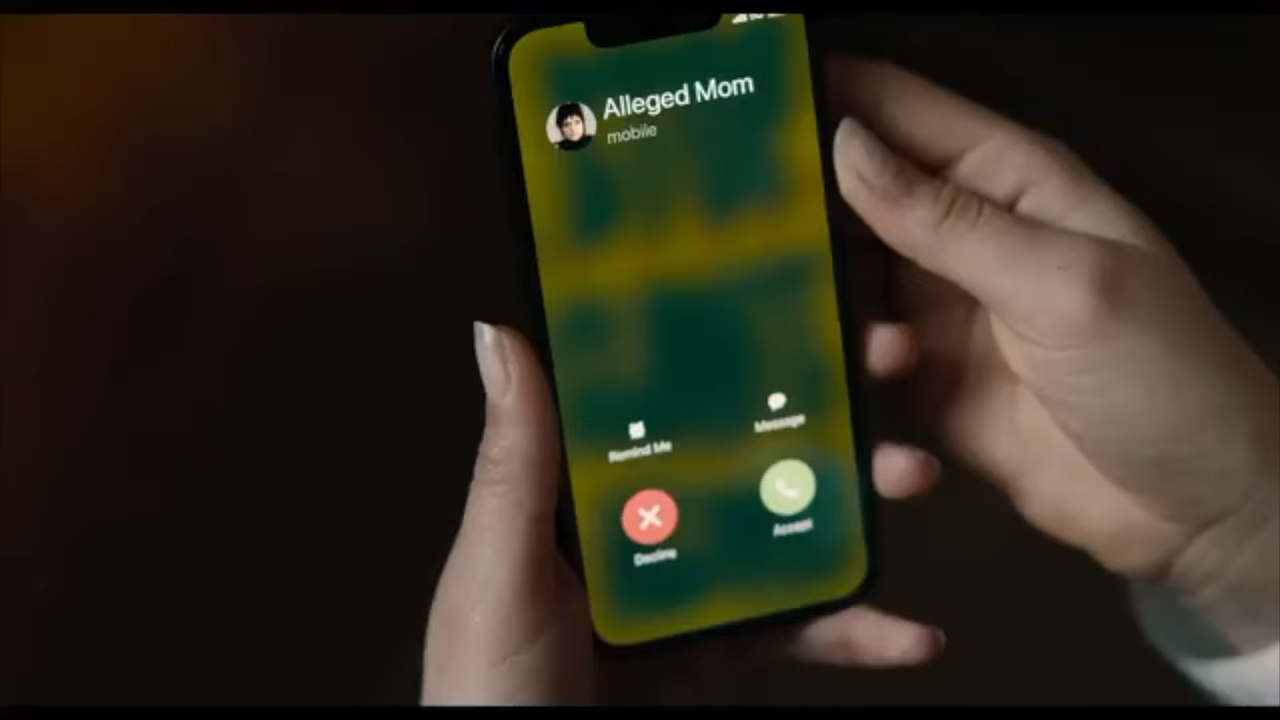 Alleged Mom
mobile
Remind Me
Message
Decline
Accept